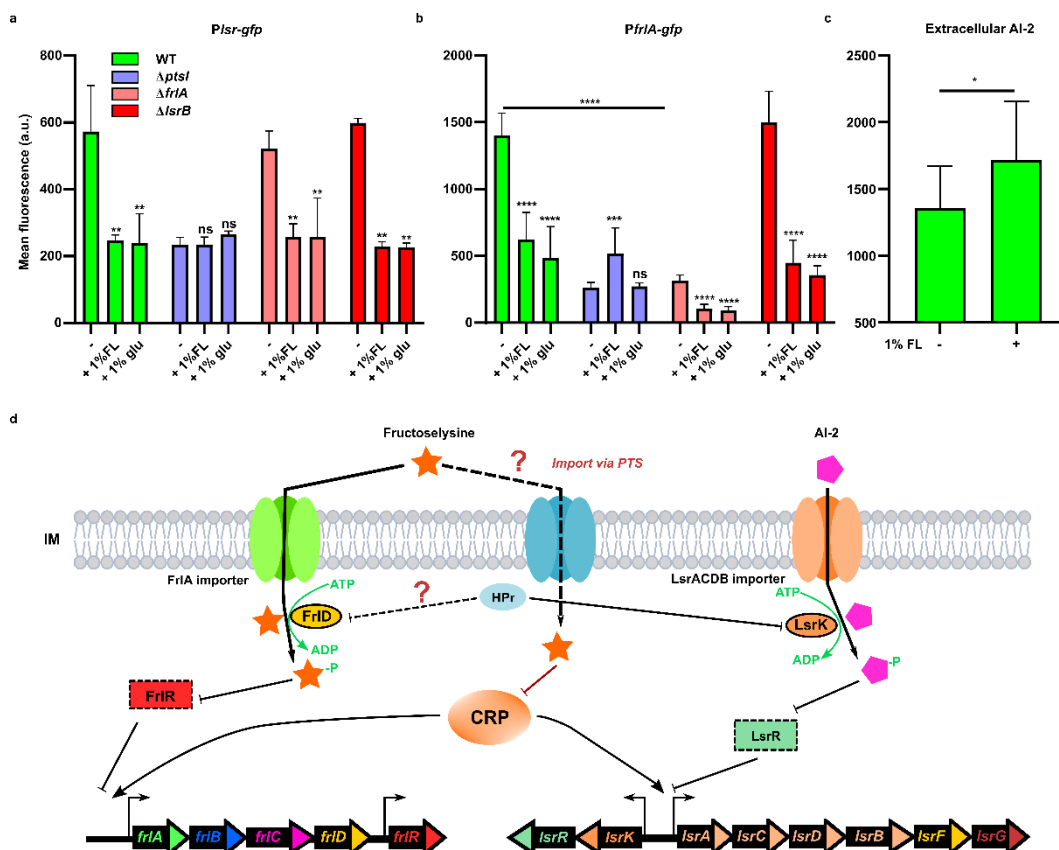 a
b
c
Plsr-gfp
PfrlA-gfp
Extracellular AI-2
Mean fluorescence (a.u.)
800
600
400
200
0
WT
ΔptsI
ΔfrlA
ΔlsrB
**
**
ns
ns
**
**
**
**
-
+ 1%FL
+ 1% glu
-
+ 1%FL
+ 1% glu
-
+ 1%FL
+ 1% glu
-
+ 1%FL
+ 1% glu
2000
1500
1000
500
0
****
****
****
***
ns
****
****
****
****
-
+ 1%FL
+ 1% glu
-
+ 1%FL
+ 1% glu
-
+ 1%FL
+ 1% glu
-
+ 1%FL
+ 1% glu
2500
2000
1500
1000
500
*
1% FL - +
d
Fructoselysine
AI-2
?
Import via PTS
IM
FrlA importer
LsrACDB importer
ATP
?
HPr
ATP
FrlD
LsrK
ADP
ADP
-P
-P
FrlR
CRP
LsrR
frlA frlB frlC frlD frlR
lsrR lsrK lsrA lsrC lsrD lsrB lsrF lsrG